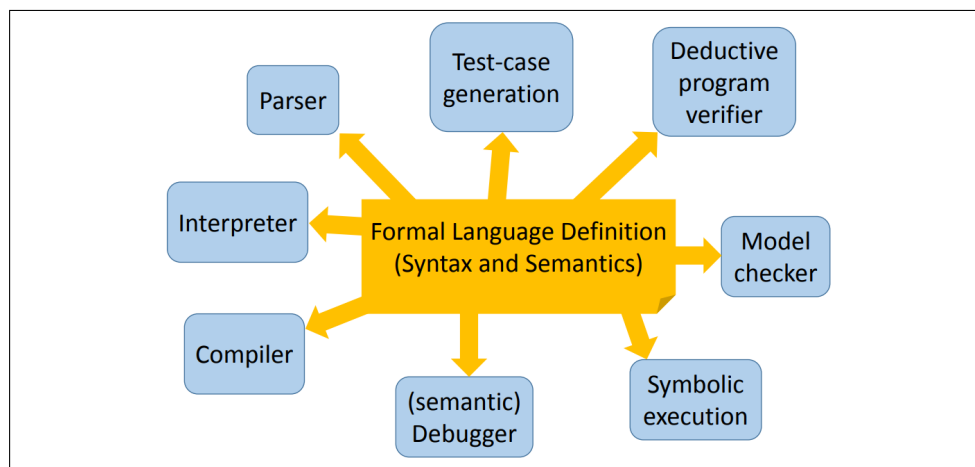 Test-case
generation
Deductive
program
verifier
Parser
Interpreter
Formal Language Definition
(Syntax and Semantics)
Model
checker
Compiler
(semantic)
Debugger
Symbolic
execution